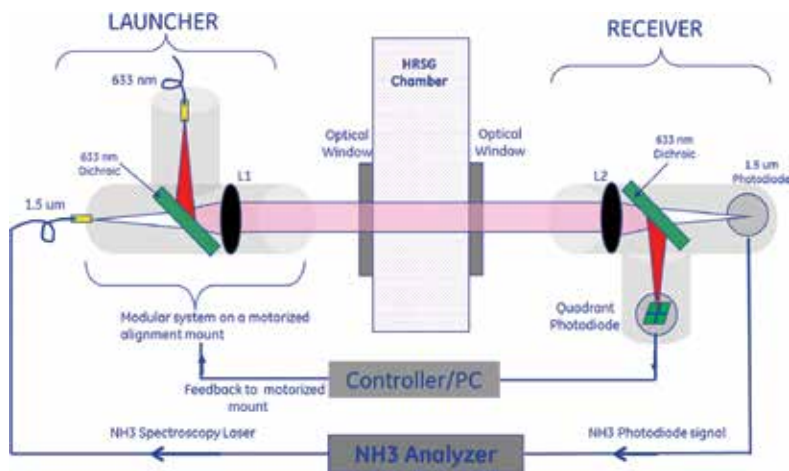 LAUNCHER
RECEIVER
633 nm
HRSG
Chamber
Optical
Window
Optical
Window
633 nm
Dichroic
L1
L2
633 nm
Dichroic
1.5 um
Photodiode
1.5 um
Modular system on a motorized
alignment mount
Quadrant
Photodiode
Feedback to motorized
mount
Controller/PC
NH3 Spectroscopy Laser
NH3 Analyzer
NH3 Photodiode signal